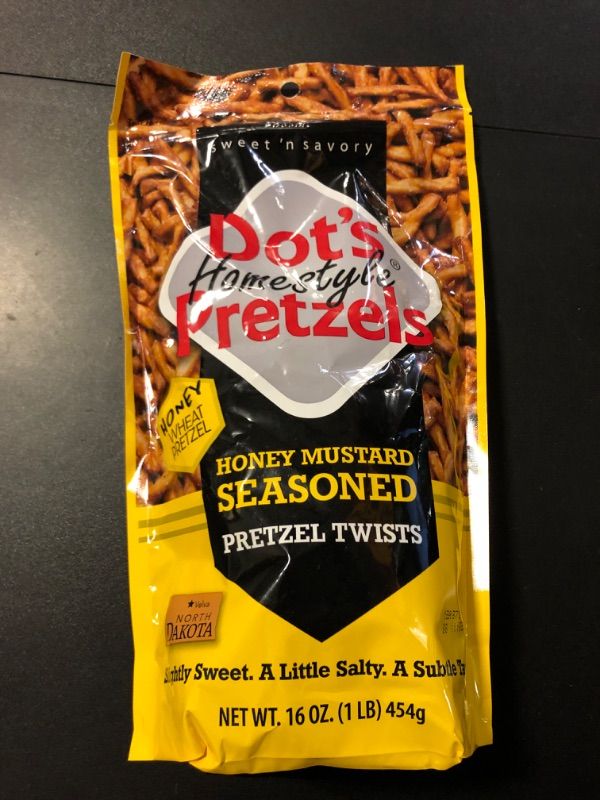 sweet 'n savory
Dot's
Homestyle®
Pretzels
HONEY
WHEAT
PRETZEL
HONEY MUSTARD
SEASONED
PRETZEL TWISTS
★ Velva
NORTH
DAKOTA
Slightly Sweet. A Little Salty. A Subtle
NET WT. 16 OZ. (1 LB) 454g